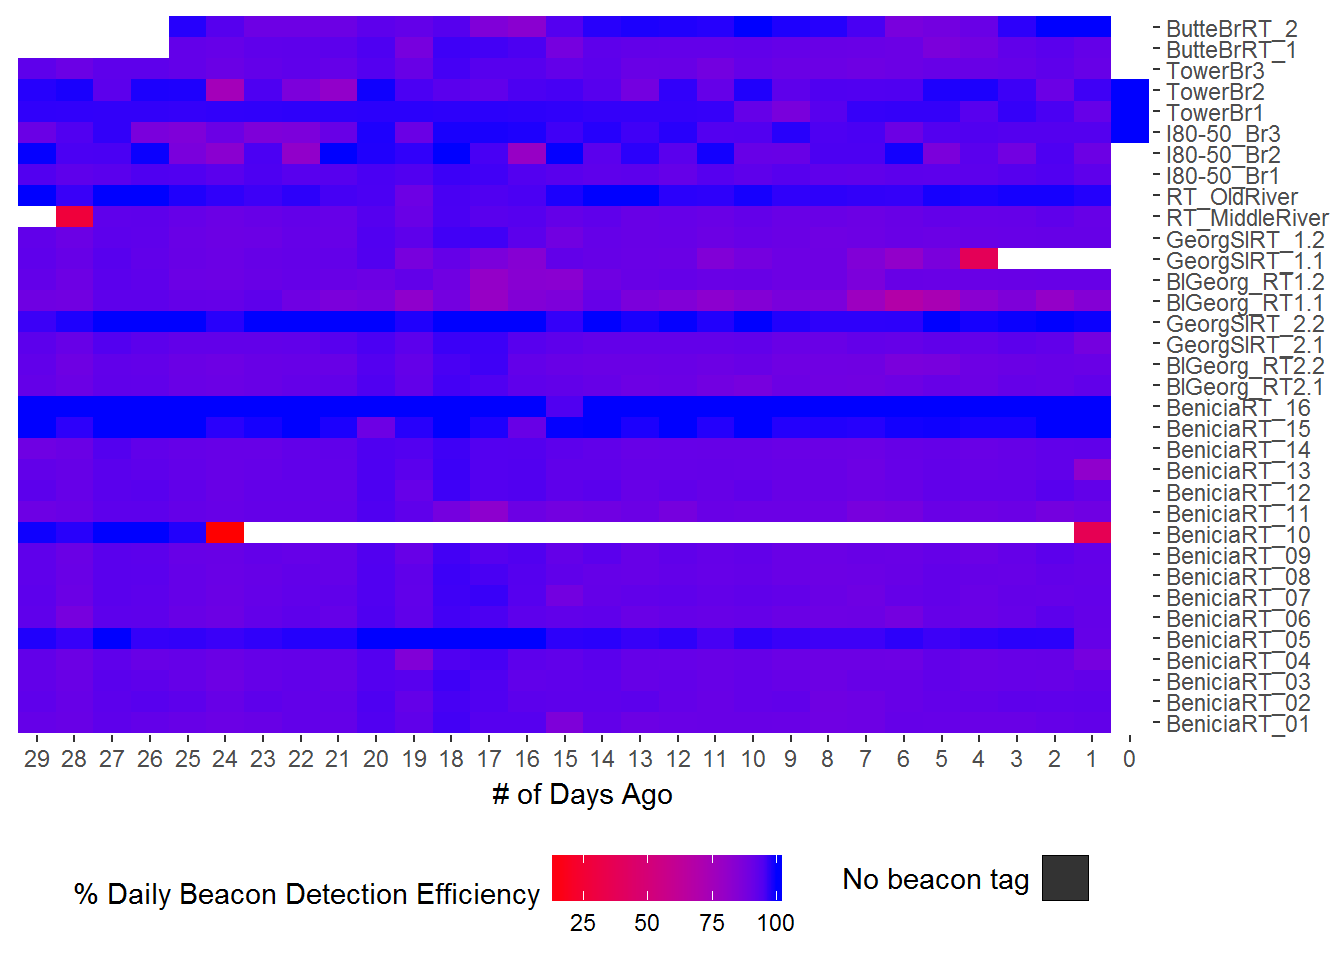 ButteBrRT_2
ButteBrRT_1
TowerBr3
TowerBr2
TowerBr1
I80-50_Br3
I80-50_Br2
I80-50_Br1
RT_OldRiver
RT_MiddleRiver
GeorgSlRT_1.2
GeorgSlRT_1.1
BlGeorg_RT1.2
BlGeorg_RT1.1
GeorgSlRT_2.2
GeorgSlRT_2.1
BlGeorg_RT2.2
BlGeorg_RT2.1
BeniciaRT_16
BeniciaRT_15
BeniciaRT_14
BeniciaRT_13
BeniciaRT_12
BeniciaRT_11
BeniciaRT_10
BeniciaRT_09
BeniciaRT_08
BeniciaRT_07
BeniciaRT_06
BeniciaRT_05
BeniciaRT_04
BeniciaRT_03
BeniciaRT_02
BeniciaRT_01
29 28 27 26 25 24 23 22 21 20 19 18 17 16 15 14 13 12 11 10 9 8 7 6 5 4 3 2 1 0
# of Days Ago
% Daily Beacon Detection Efficiency
25 50 75 100
No beacon tag